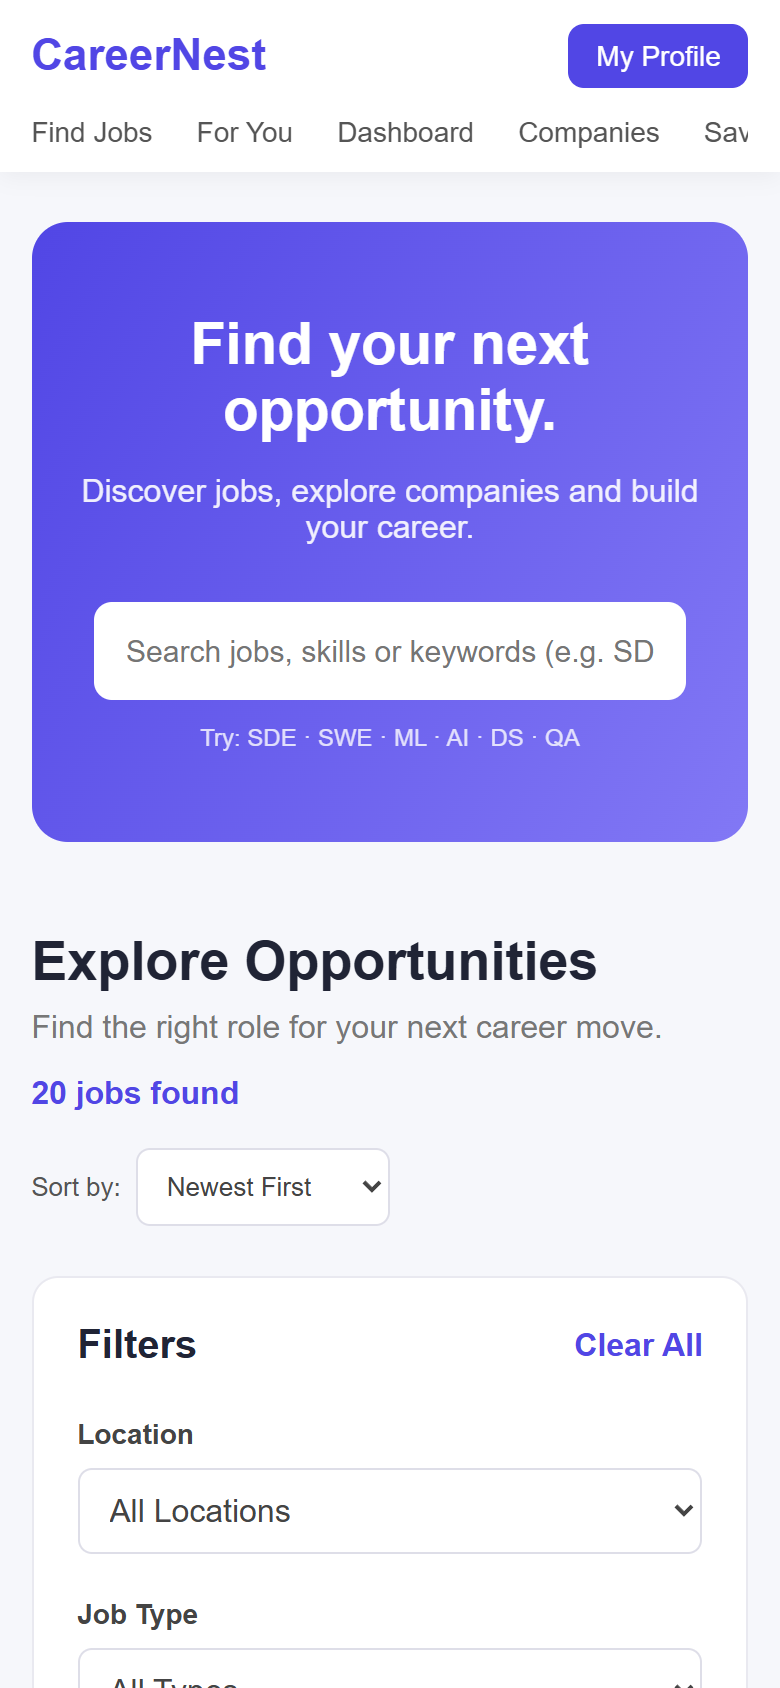 CareerNest
My Profile
Find Jobs For You Dashboard Companies Sav
Find your next
opportunity.
Discover jobs, explore companies and build
your career.
Search jobs, skills or keywords (e.g. SD
Try: SDE · SWE · ML · AI · DS · QA
Explore Opportunities
Find the right role for your next career move.
20 jobs found
Sort by: Newest First
Filters
Clear All
Location
All Locations
Job Type
All Types